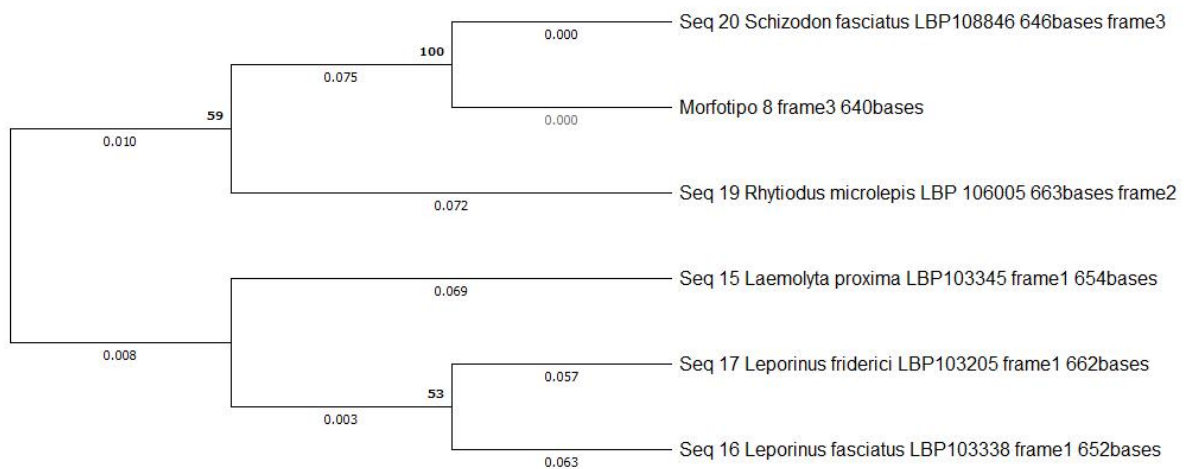 Seq 20 Schizodon fasciatus LBP108846 646bases frame3
0.000
100
0.075
Morfotipo 8 frame3 640bases
0.000
59
0.010
Seq 19 Rhytiodus microlepis LBP 106005 663bases frame2
0.072
Seq 15 Laemolyta proxima LBP103345 frame1 654bases
0.069
0.008
Seq 17 Leporinus friderici LBP103205 frame1 662bases
0.057
53
0.003
Seq 16 Leporinus fasciatus LBP103338 frame1 652bases
0.063